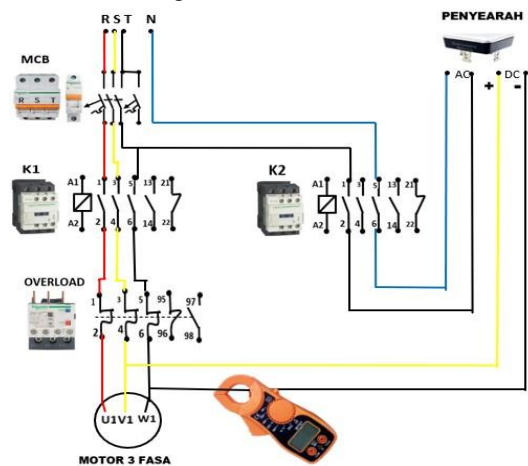 R S T N
PENYEARAH
MCB
R S T
AC
DC
+
-
K1
A1 1 3 5 13 21
A2 2 4 6 14 22
K2
A1 1 3 5 13 21
A2 2 4 6 14 22
OVERLOAD
1 3 5 95 97
2 4 6 96 98
U1 V1 W1
MOTOR 3 FASA